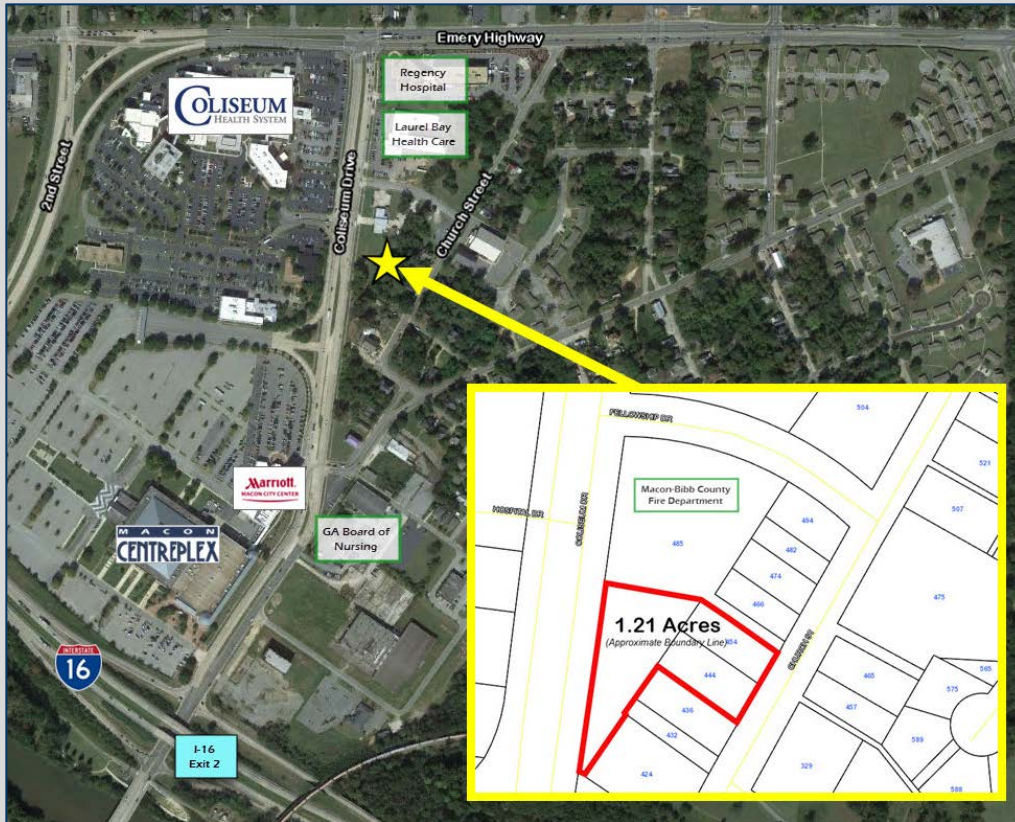 Emery Highway
Regency
Hospital
COLISEUM
HEALTH SYSTEM
Laurel Bay
Health Care
2nd Street
Coliseum Drive
Church Street
Marriott
MACON CITY CENTER
MACON
CENTREPLEX
GA Board of
Nursing
INTERSTATE
16
I-16
Exit 2
FELLOWSHIP DR
504
521
Macon-Bibb County
Fire Department
HOSPITAL DR
COLISEUM DR
494
507
485
482
474
466
475
1.21 Acres
(Approximate Boundary Line)
454
444
CHURCH ST
465
565
575
436
457
432
589
424
329
588